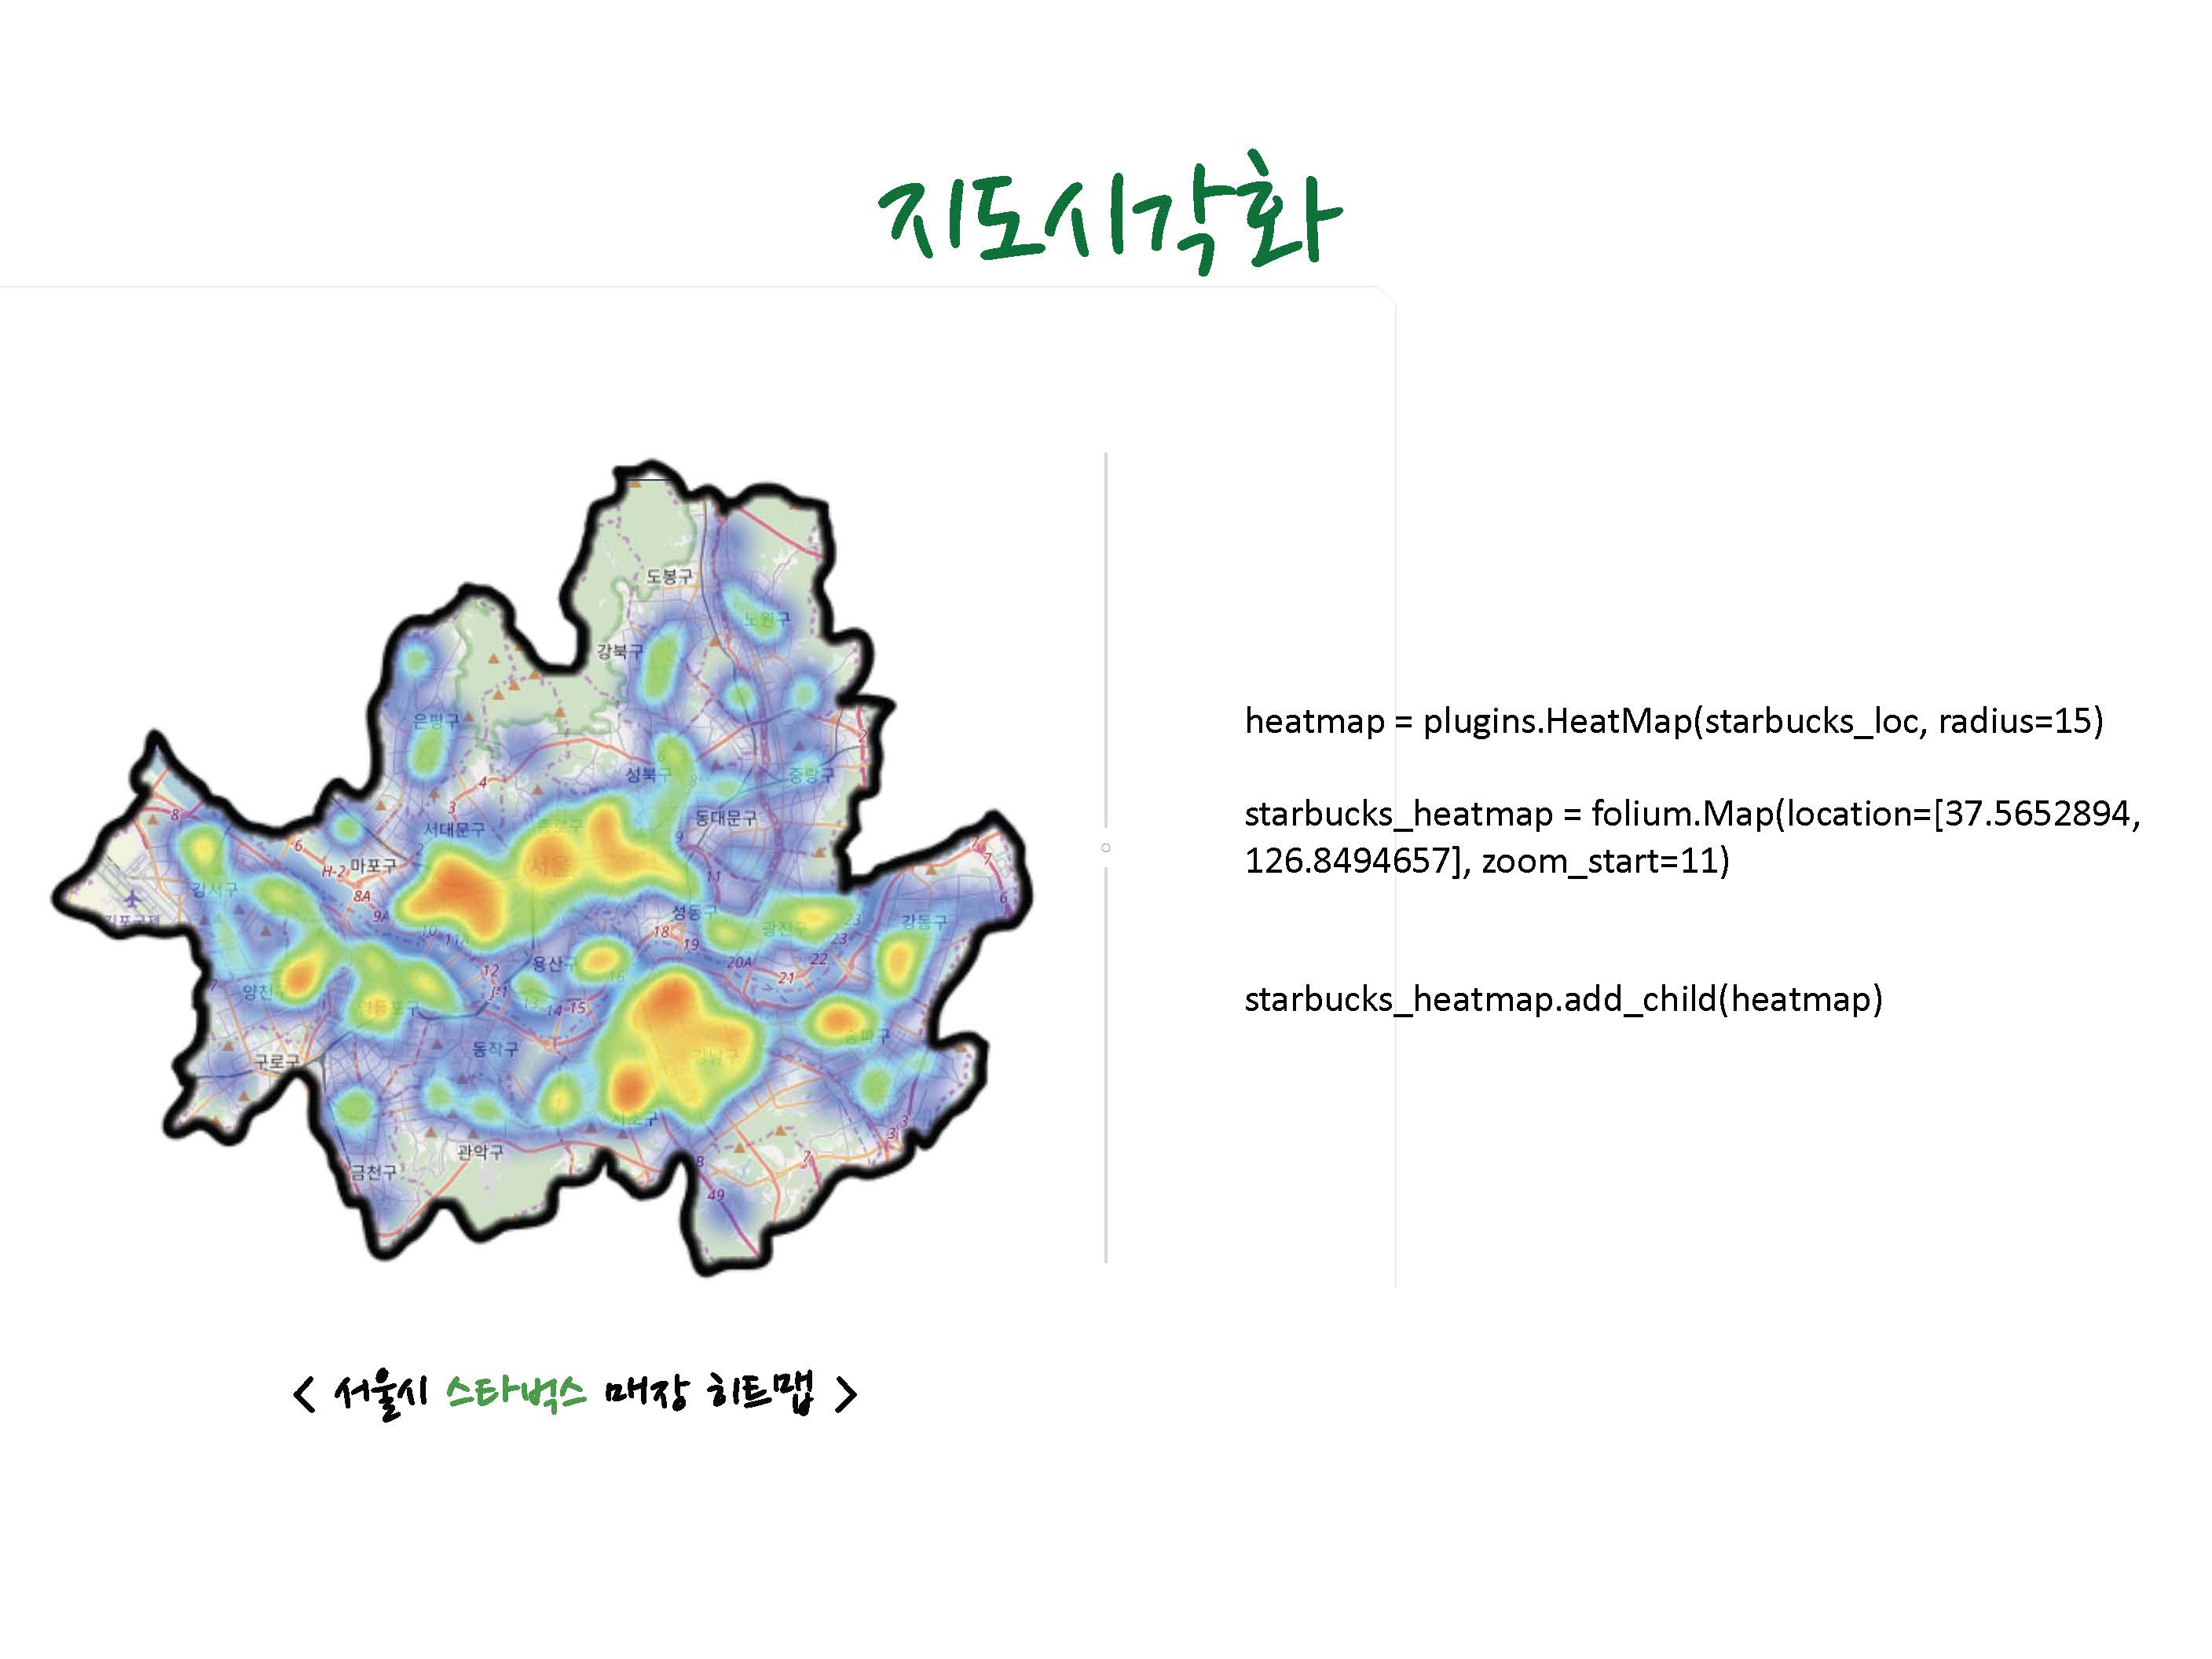 지도시각화
도봉구
노원구
강북구
은평구
성북구
중랑구
서대문구
종로구
동대문구
마포구
서울
강서구
성동구
광진구
강동구
양천구
용산구
영등포구
송파구
동작구
강남구
구로구
서초구
관악구
금천구
heatmap = plugins.HeatMap(starbucks_loc, radius=15)
starbucks_heatmap = folium.Map(location=[37.5652894,
126.8494657], zoom_start=11)
starbucks_heatmap.add_child(heatmap)
< 서울시 스타벅스 매장 히트맵 >